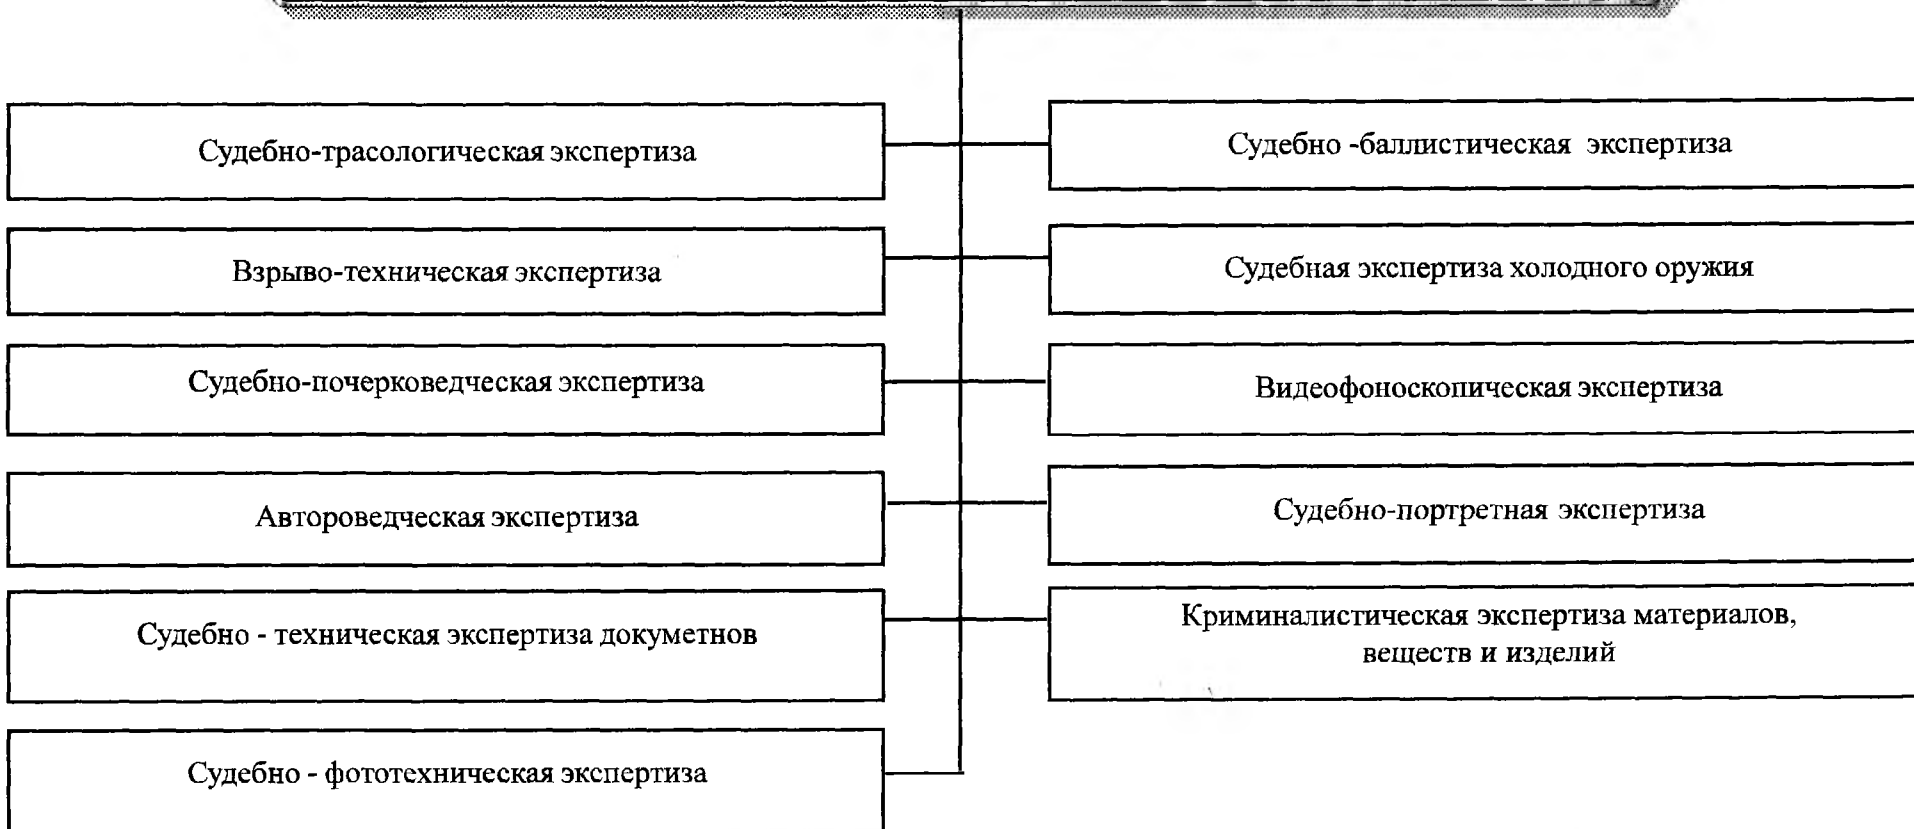 Судебно-трасологическая экспертиза
Судебно -баллистическая экспертиза
Взрыво-техническая экспертиза
Судебная экспертиза холодного оружия
Судебно-почерковедческая экспертиза
Видеофоноскопическая экспертиза
Автороведческая экспертиза
Судебно-портретная экспертиза
Судебно - техническая экспертиза докуметнов
Криминалистическая экспертиза материалов,
веществ и изделий
Судебно - фототехническая экспертиза